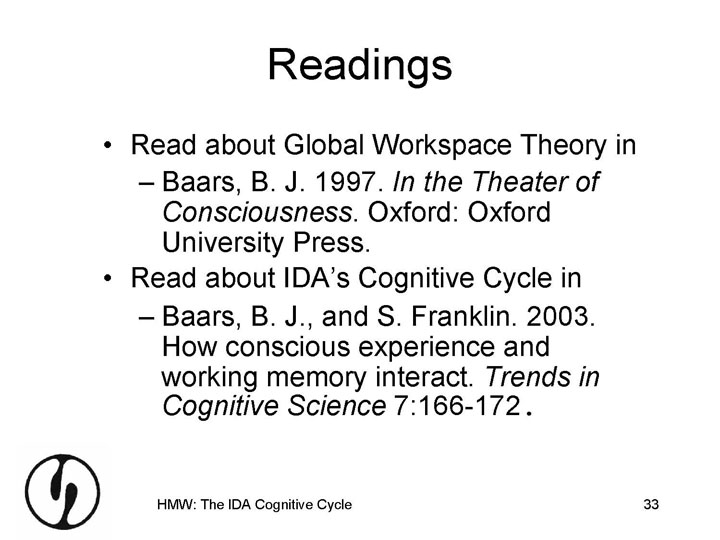 Readings
• Read about Global Workspace Theory in
– Baars, B. J. 1997. In the Theater of
Consciousness. Oxford: Oxford
University Press.
• Read about IDA’s Cognitive Cycle in
– Baars, B. J., and S. Franklin. 2003.
How conscious experience and
working memory interact. Trends in
Cognitive Science 7:166-172.
HMW: The IDA Cognitive Cycle
33